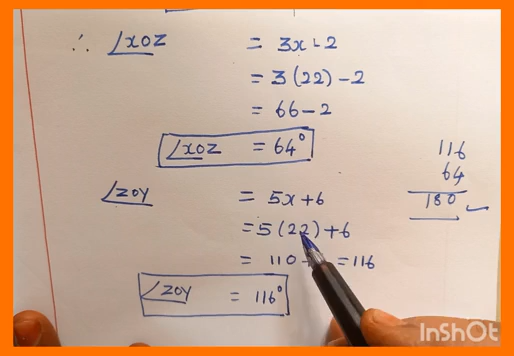 ∴ ∠XOZ = 3x-2
= 3(22)-2
= 66-2
∠XOZ = 64°
116
64
180 ✓
∠ZOY = 5x+6
=5(22)+6
= 110 =116
∠ZOY = 116°
InShOt